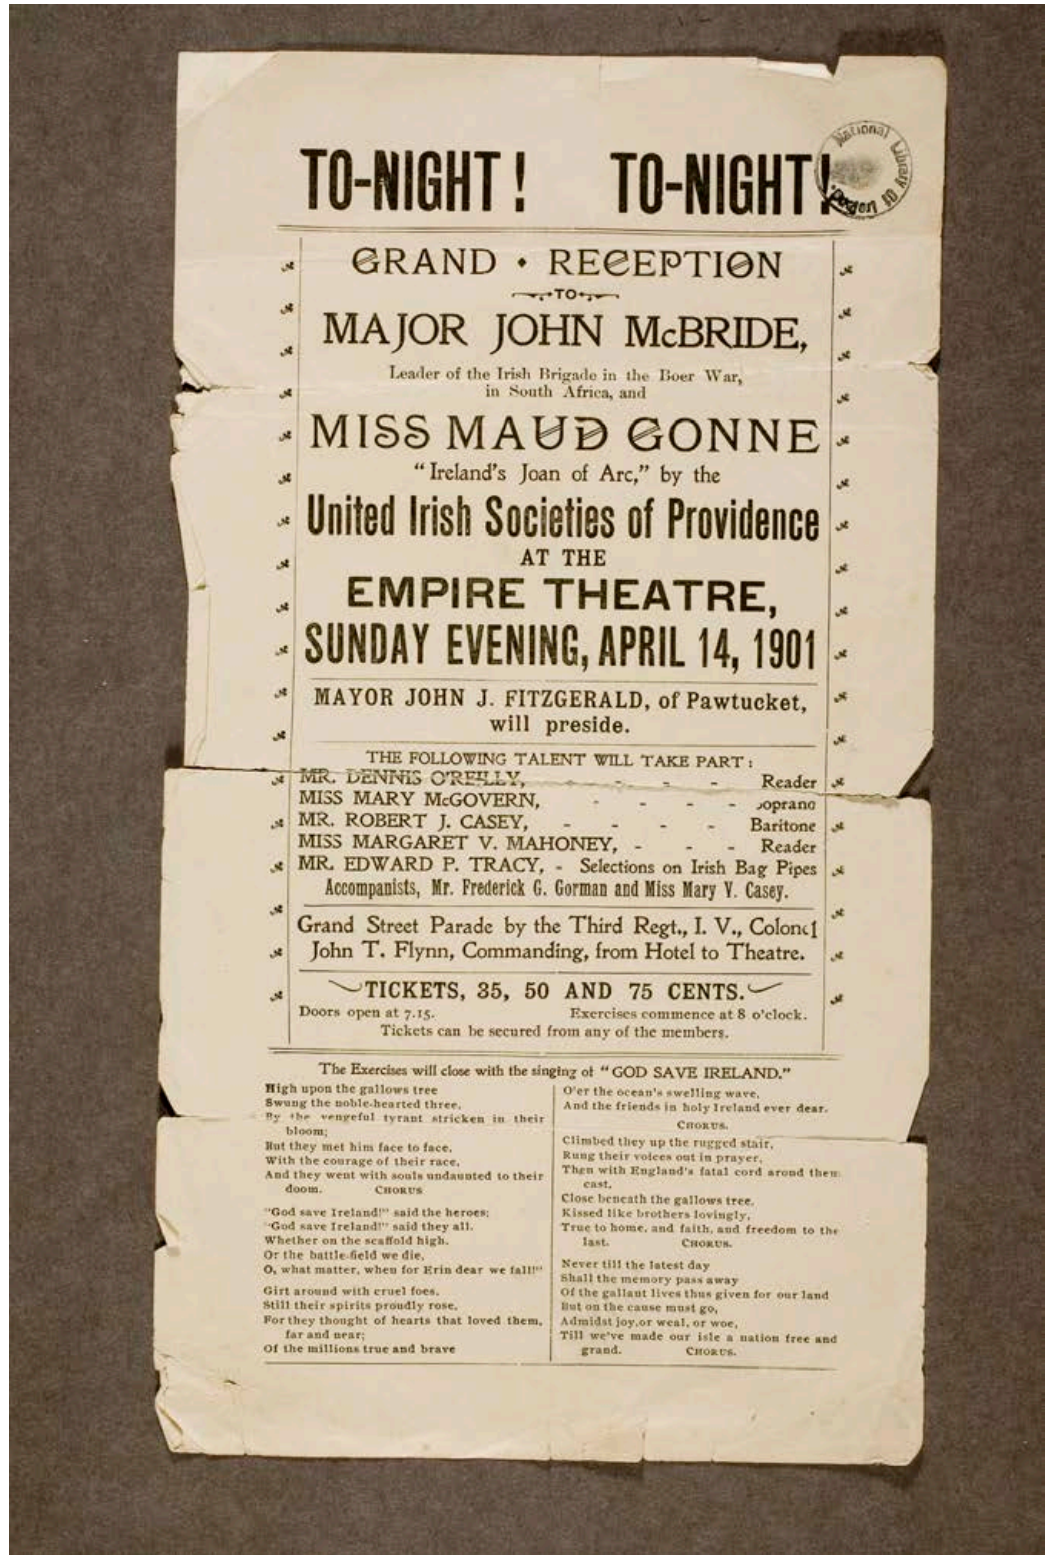 TO-NIGHT! TO-NIGHT!
National Library Of Ireland
GRAND • RECEPTION
TO
MAJOR JOHN McBRIDE,
Leader of the Irish Brigade in the Boer War,
in South Africa, and
MISS MAUD GONNE
"Ireland's Joan of Arc," by the
United Irish Societies of Providence
AT THE
EMPIRE THEATRE,
SUNDAY EVENING, APRIL 14, 1901
MAYOR JOHN J. FITZGERALD, of Pawtucket,
will preside.
THE FOLLOWING TALENT WILL TAKE PART:
MR. DENNIS O'REILLY, - - - - Reader
MISS MARY McGOVERN, - - - - Soprano
MR. ROBERT J. CASEY, - - - - Baritone
MISS MARGARET V. MAHONEY, - - - Reader
MR. EDWARD P. TRACY, - Selections on Irish Bag Pipes
Accompanists, Mr. Frederick G. Gorman and Miss Mary V. Casey.
Grand Street Parade by the Third Regt., I. V., Colonel
John T. Flynn, Commanding, from Hotel to Theatre.
TICKETS, 35, 50 AND 75 CENTS.
Doors open at 7.15. Exercises commence at 8 o'clock.
Tickets can be secured from any of the members.
The Exercises will close with the singing of "GOD SAVE IRELAND."
High upon the gallows tree
Swung the noble-hearted three,
By the vengeful tyrant stricken in their
bloom;
But they met him face to face,
With the courage of their race,
And they went with souls undaunted to their
doom. CHORUS
"God save Ireland!" said the heroes;
"God save Ireland!" said they all.
Whether on the scaffold high.
Or the battle-field we die,
O, what matter, when for Erin dear we fall!"
Girt around with cruel foes,
Still their spirits proudly rose,
For they thought of hearts that loved them,
far and near;
Of the millions true and brave
O'er the ocean's swelling wave,
And the friends in holy Ireland ever dear.
CHORUS.
Climbed they up the rugged stair,
Rung their voices out in prayer,
Then with England's fatal cord arond them
cast,
Close beneath the gallows tree,
Kissed like brothers lovingly,
True to home, and faith, and freedom to the
last. CHORUS.
Never till the latest day
Shall the memory pass away
Of the gallant lives thus given for our land
But on the cause must go,
Admidst joy,or weal, or woe,
Till we've made our isle a nation free and
grand. CHORUS.